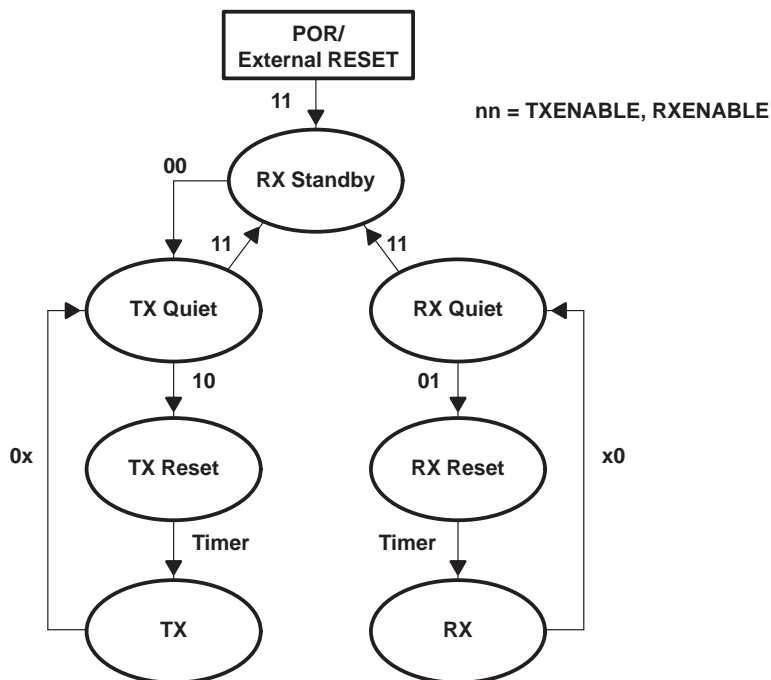 POR/
External RESET
11
nn = TXENABLE, RXENABLE
00
RX Standby
11
11
TX Quiet
RX Quiet
10
01
0x
TX Reset
RX Reset
x0
Timer
Timer
TX
RX